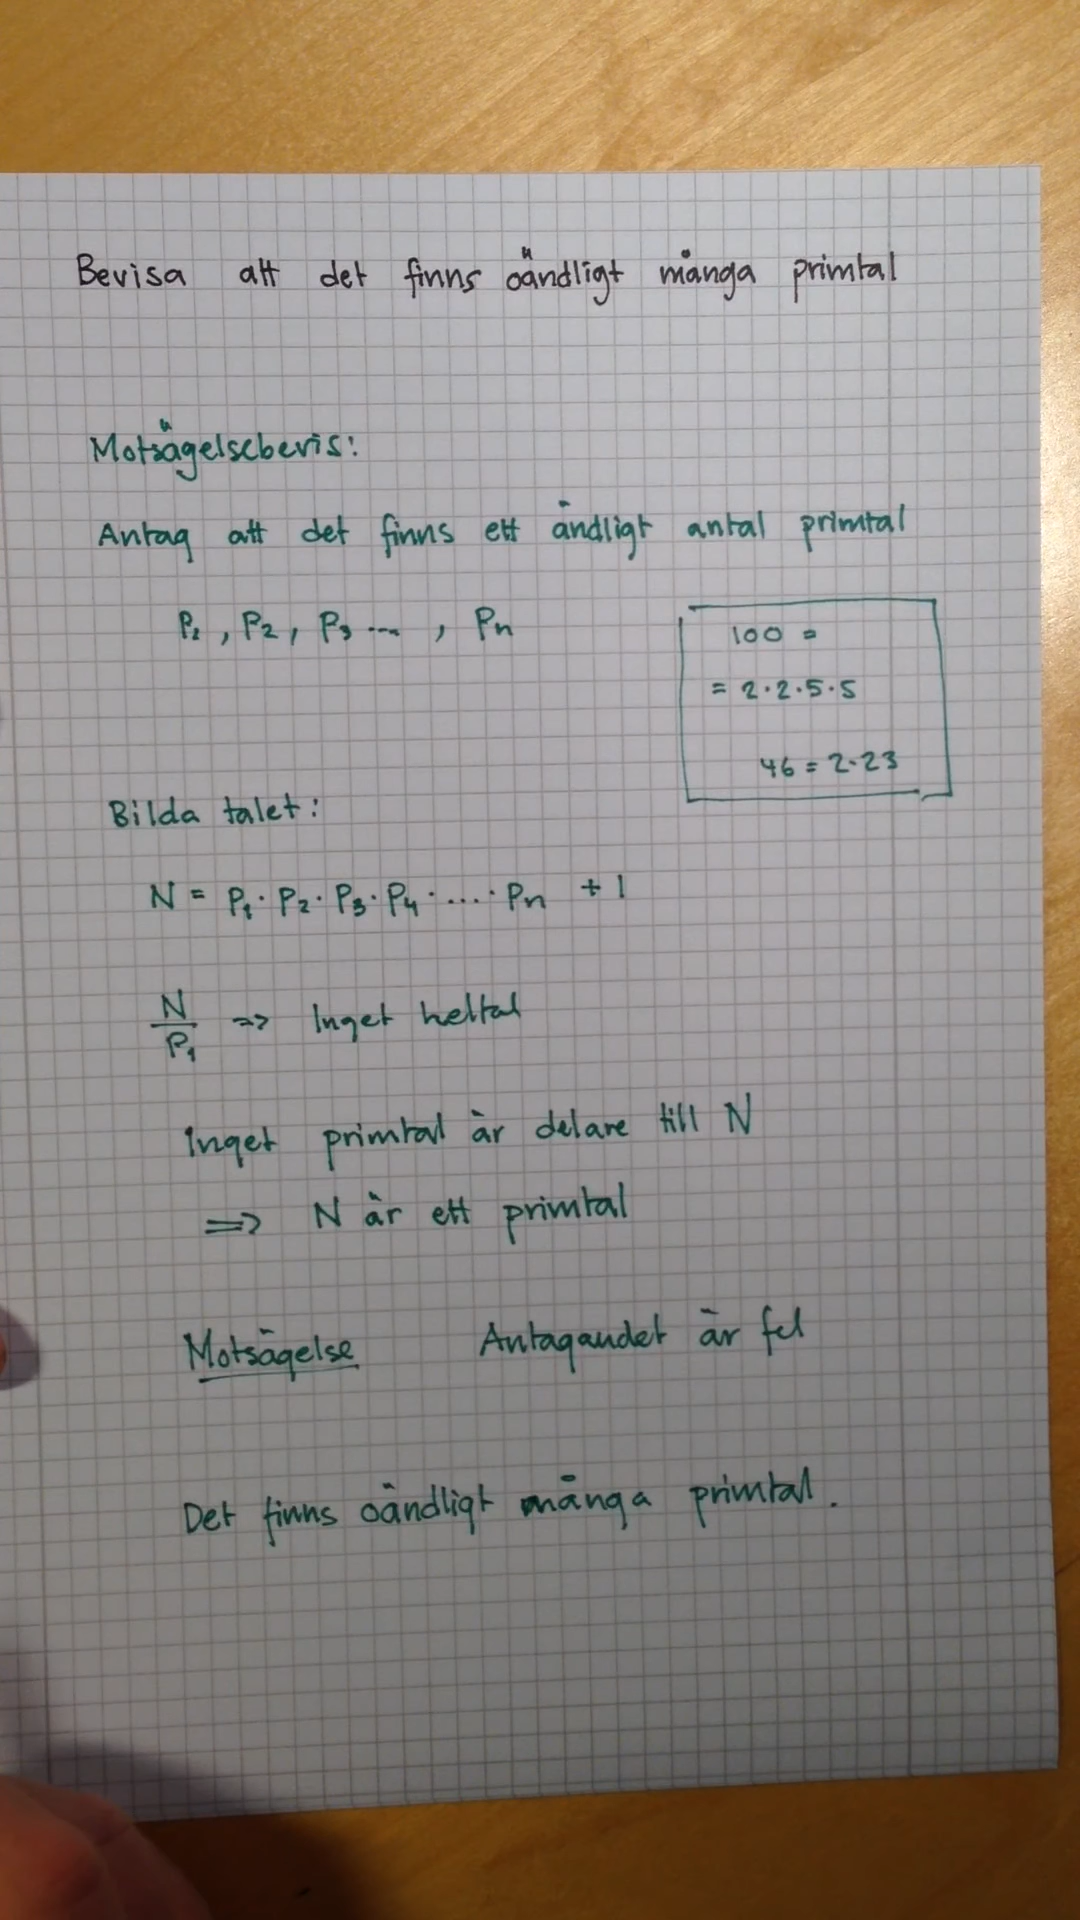 Bevisa att det finns oändligt många primtal
Motsägelsebevis:
Antag att det finns ett ändligt antal primtal
P₁, P₂, P₃ ..., Pn
100 =
= 2·2·5·5
46 = 2·23
Bilda talet:
N = P₁·P₂·P₃·P₄·....·Pn + 1
N/P₁ => Inget heltal
Inget primtal är delare till N
=> N är ett primtal
Motsägelse Antagandet är fel
Det finns oändligt många primtal.